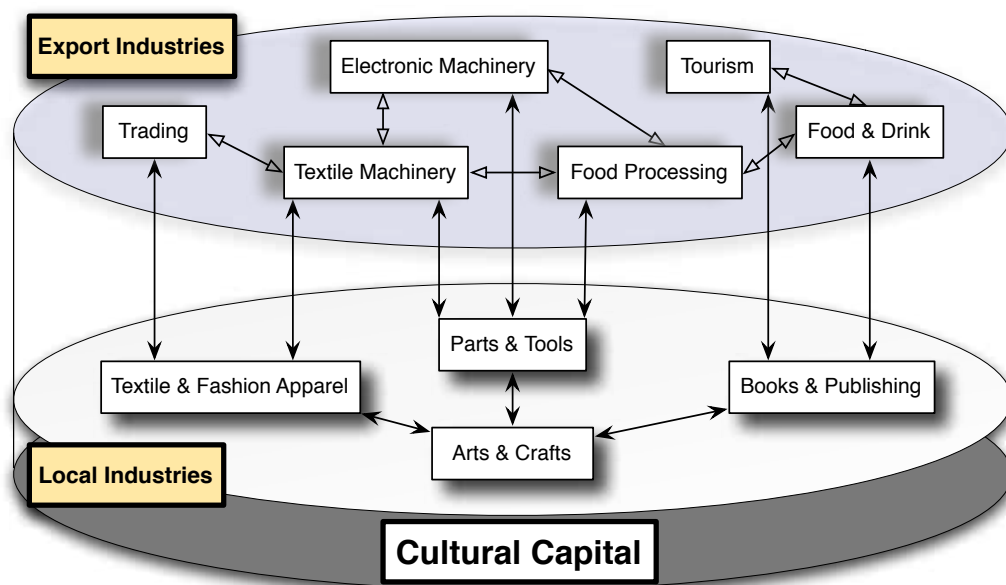 Export Industries
Electronic Machinery
Tourism
Trading
Food & Drink
Textile Machinery
Food Processing
Parts & Tools
Textile & Fashion Apparel
Books & Publishing
Arts & Crafts
Local Industries
Cultural Capital